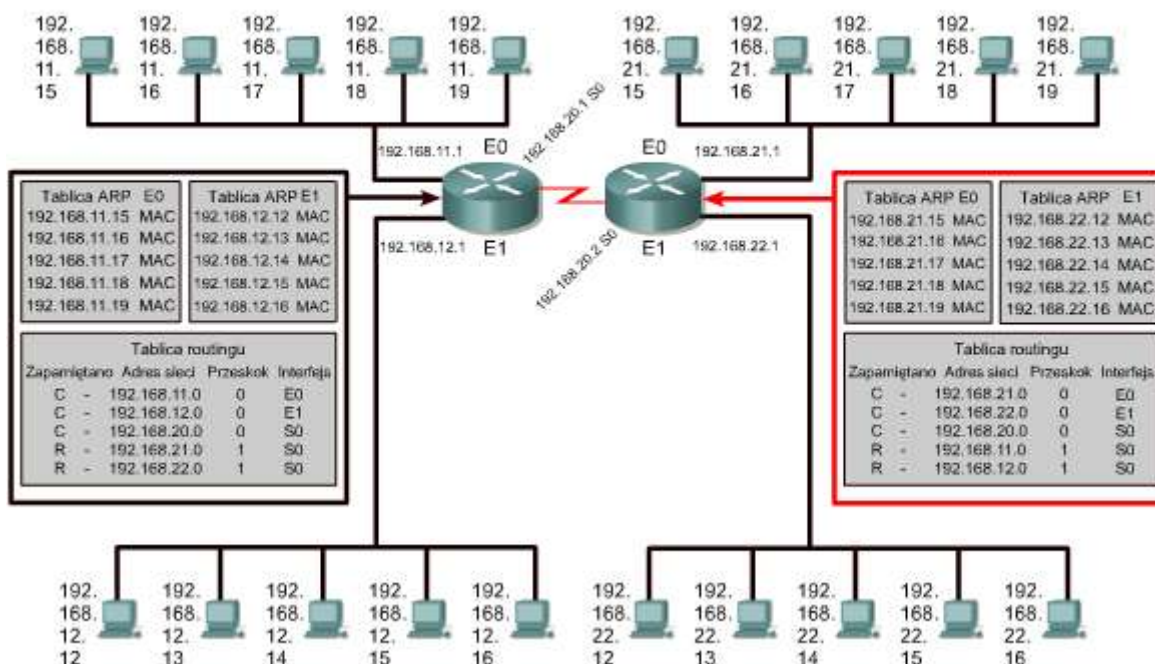 192.
168.
11.
15
192.
168.
11.
16
192.
168.
11.
17
192.
168.
11.
18
192.
168.
11.
19
192.
168.
21.
15
192.
168.
21.
16
192.
168.
21.
17
192.
168.
21.
18
192.
168.
21.
19
192.168.11.1
E0
192.168.20.1 S0
E0
192.168.21.1
192.168.12.1
E1
192.168.20.2 S0
E1
192.168.22.1
Tablica ARP E0
192.168.11.15 MAC
192.168.11.16 MAC
192.168.11.17 MAC
192.168.11.18 MAC
192.168.11.19 MAC
Tablica ARP E1
192.168.12.12 MAC
192.168.12.13 MAC
192.168.12.14 MAC
192.168.12.15 MAC
192.168.12.16 MAC
Tablica routingu
Zapamiętano Adres sieci Przeskok Interfejs
C - 192.168.11.0 0 E0
C - 192.168.12.0 0 E1
C - 192.168.20.0 0 S0
R - 192.168.21.0 1 S0
R - 192.168.22.0 1 S0
Tablica ARP E0
192.168.21.15 MAC
192.168.21.16 MAC
192.168.21.17 MAC
192.168.21.18 MAC
192.168.21.19 MAC
Tablica ARP E1
192.168.22.12 MAC
192.168.22.13 MAC
192.168.22.14 MAC
192.168.22.15 MAC
192.168.22.16 MAC
Tablica routingu
Zapamiętano Adres sieci Przeskok Interfejs
C - 192.168.21.0 0 E0
C - 192.168.22.0 0 E1
C - 192.168.20.0 0 S0
R - 192.168.11.0 1 S0
R - 192.168.12.0 1 S0
192.
168.
12.
12
192.
168.
12.
13
192.
168.
12.
14
192.
168.
12.
15
192.
168.
12.
16
192.
168.
22.
12
192.
168.
22.
13
192.
168.
22.
14
192.
168.
22.
15
192.
168.
22.
16